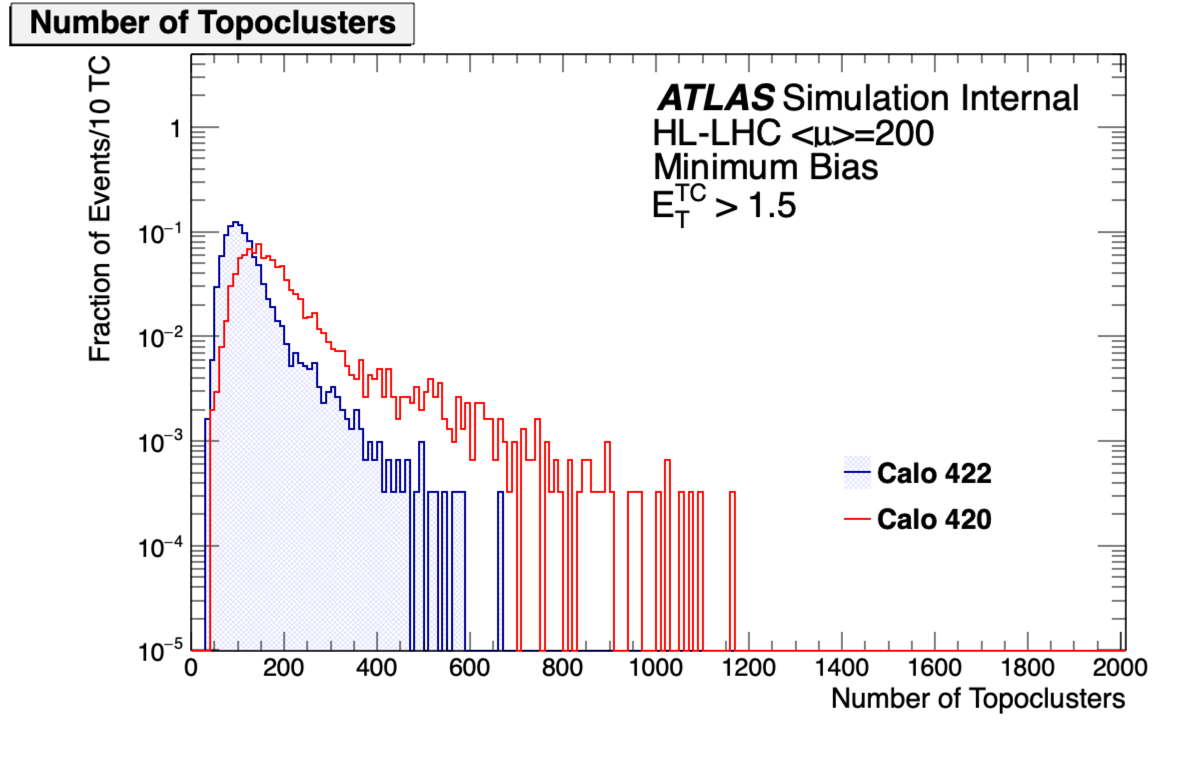 Number of Topoclusters
Fraction of Events/10 TC
ATLAS Simulation Internal
HL-LHC <μ>=200
Minimum Bias
E_T^TC > 1.5
1
10⁻¹
10⁻²
10⁻³
10⁻⁴
10⁻⁵
Calo 422
Calo 420
0 200 400 600 800 1000 1200 1400 1600 1800 2000
Number of Topoclusters